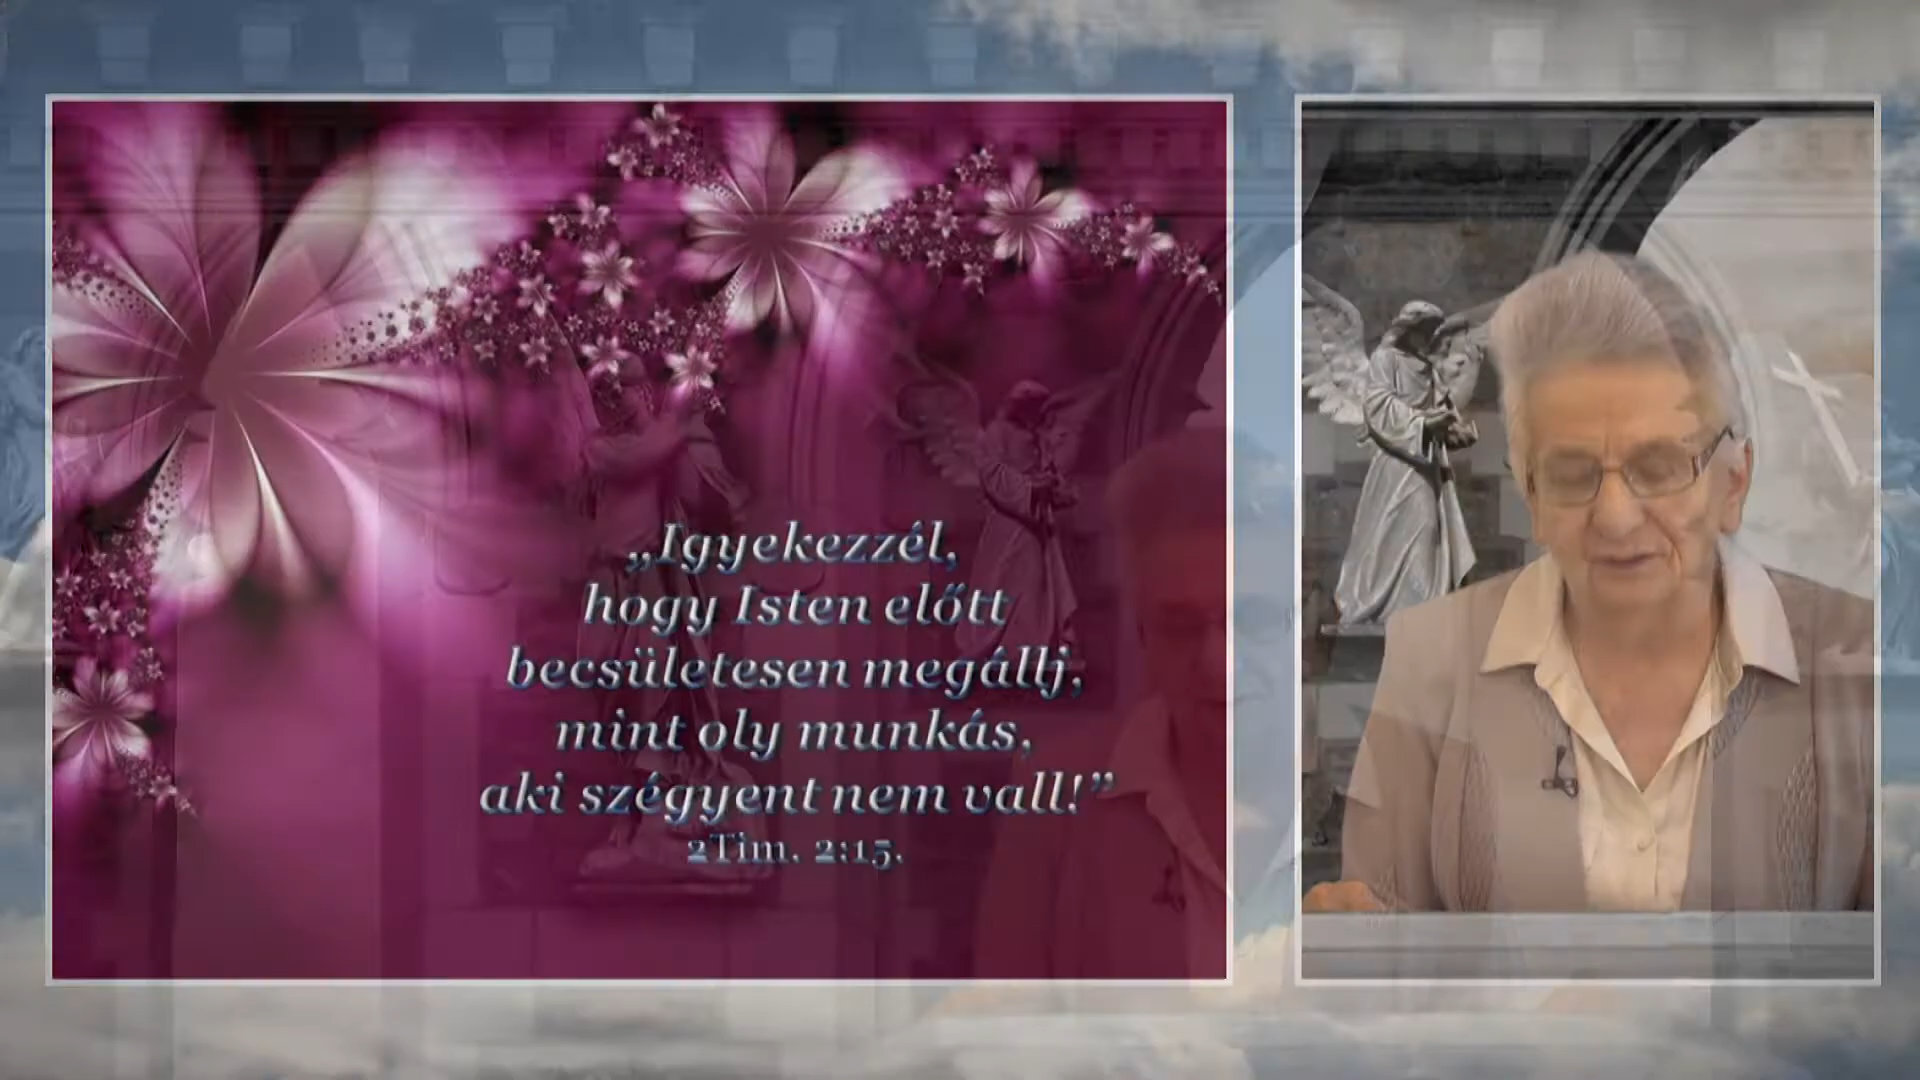 „Igyekezzél,
hogy Isten előtt
becsületesen megállj,
mint oly munkás,
aki szégyent nem vall!”
2Tim. 2:15.